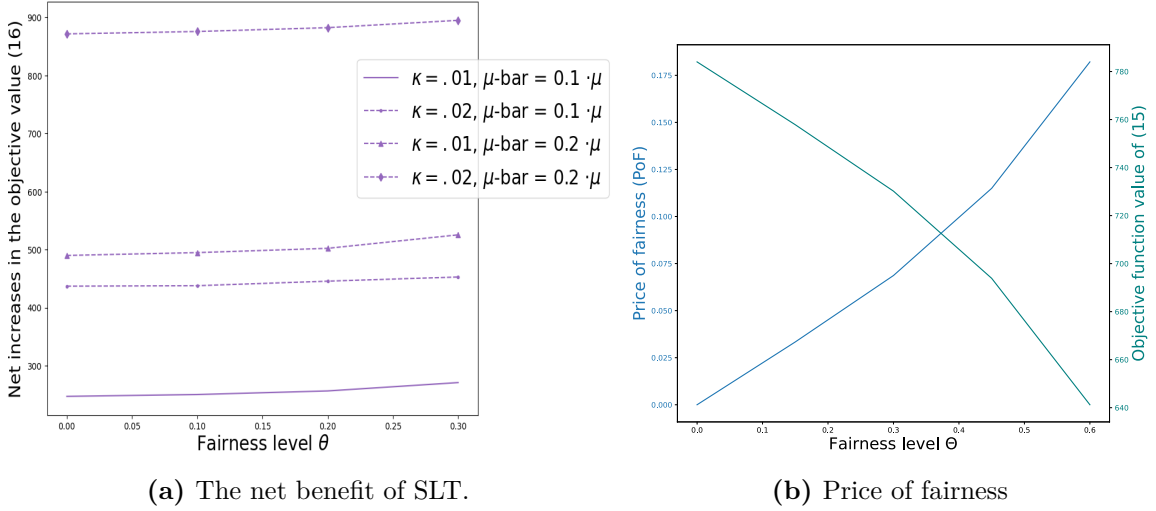 Net increases in the objective value (16)
900
800
700
600
500
400
300
0.00 0.05 0.10 0.15 0.20 0.25 0.30
Fairness level θ
κ = .01, μ-bar = 0.1 ·μ
κ = .02, μ-bar = 0.1 ·μ
κ = .01, μ-bar = 0.2 ·μ
κ = .02, μ-bar = 0.2 ·μ
(a) The net benefit of SLT.
Price of fairness (PoF)
0.175
0.150
0.125
0.100
0.075
0.050
0.025
0.000
0.0 0.1 0.2 0.3 0.4 0.5 0.6
Fairness level Θ
780
760
740
720
700
680
660
640
Objective function value of (15)
(b) Price of fairness